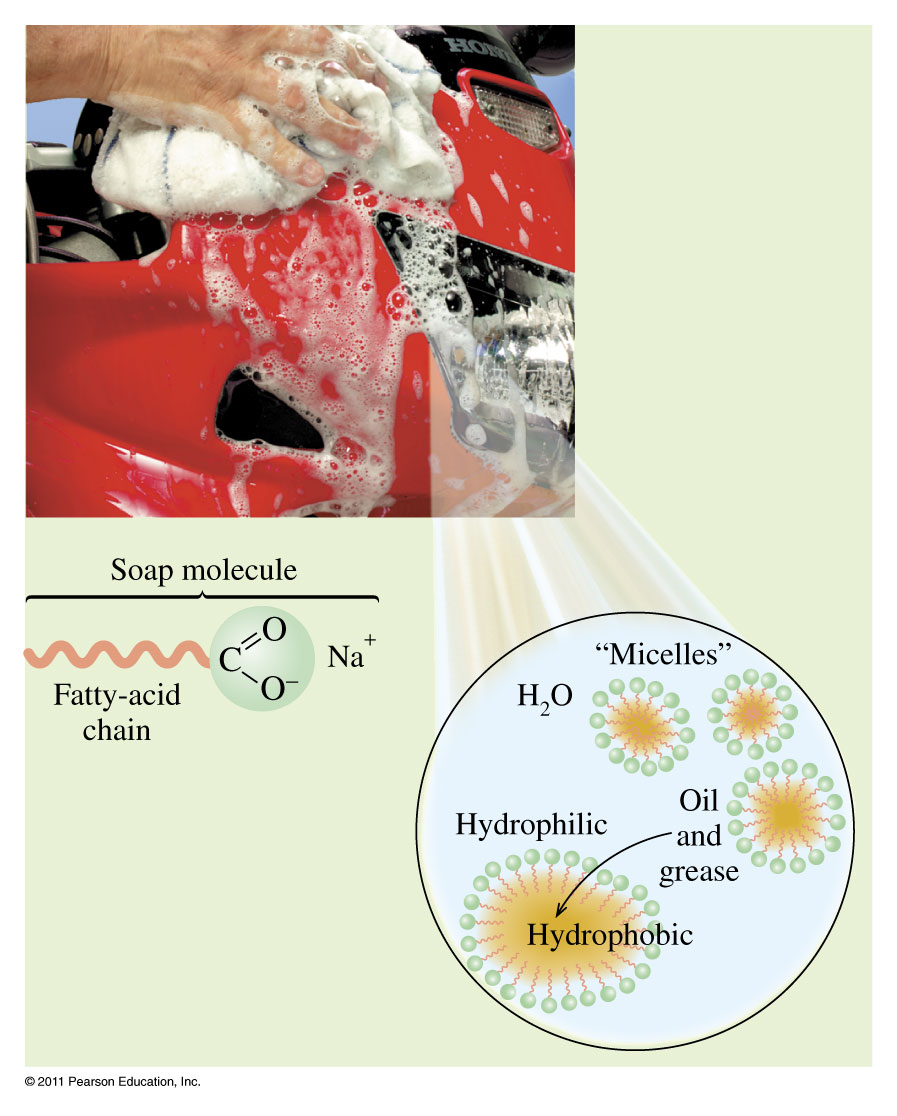 HON
Soap molecule
C
O
O−
Na+
Fatty-acid
chain
“Micelles”
H₂O
Oil
and
grease
Hydrophilic
Hydrophobic
© 2011 Pearson Education, Inc.